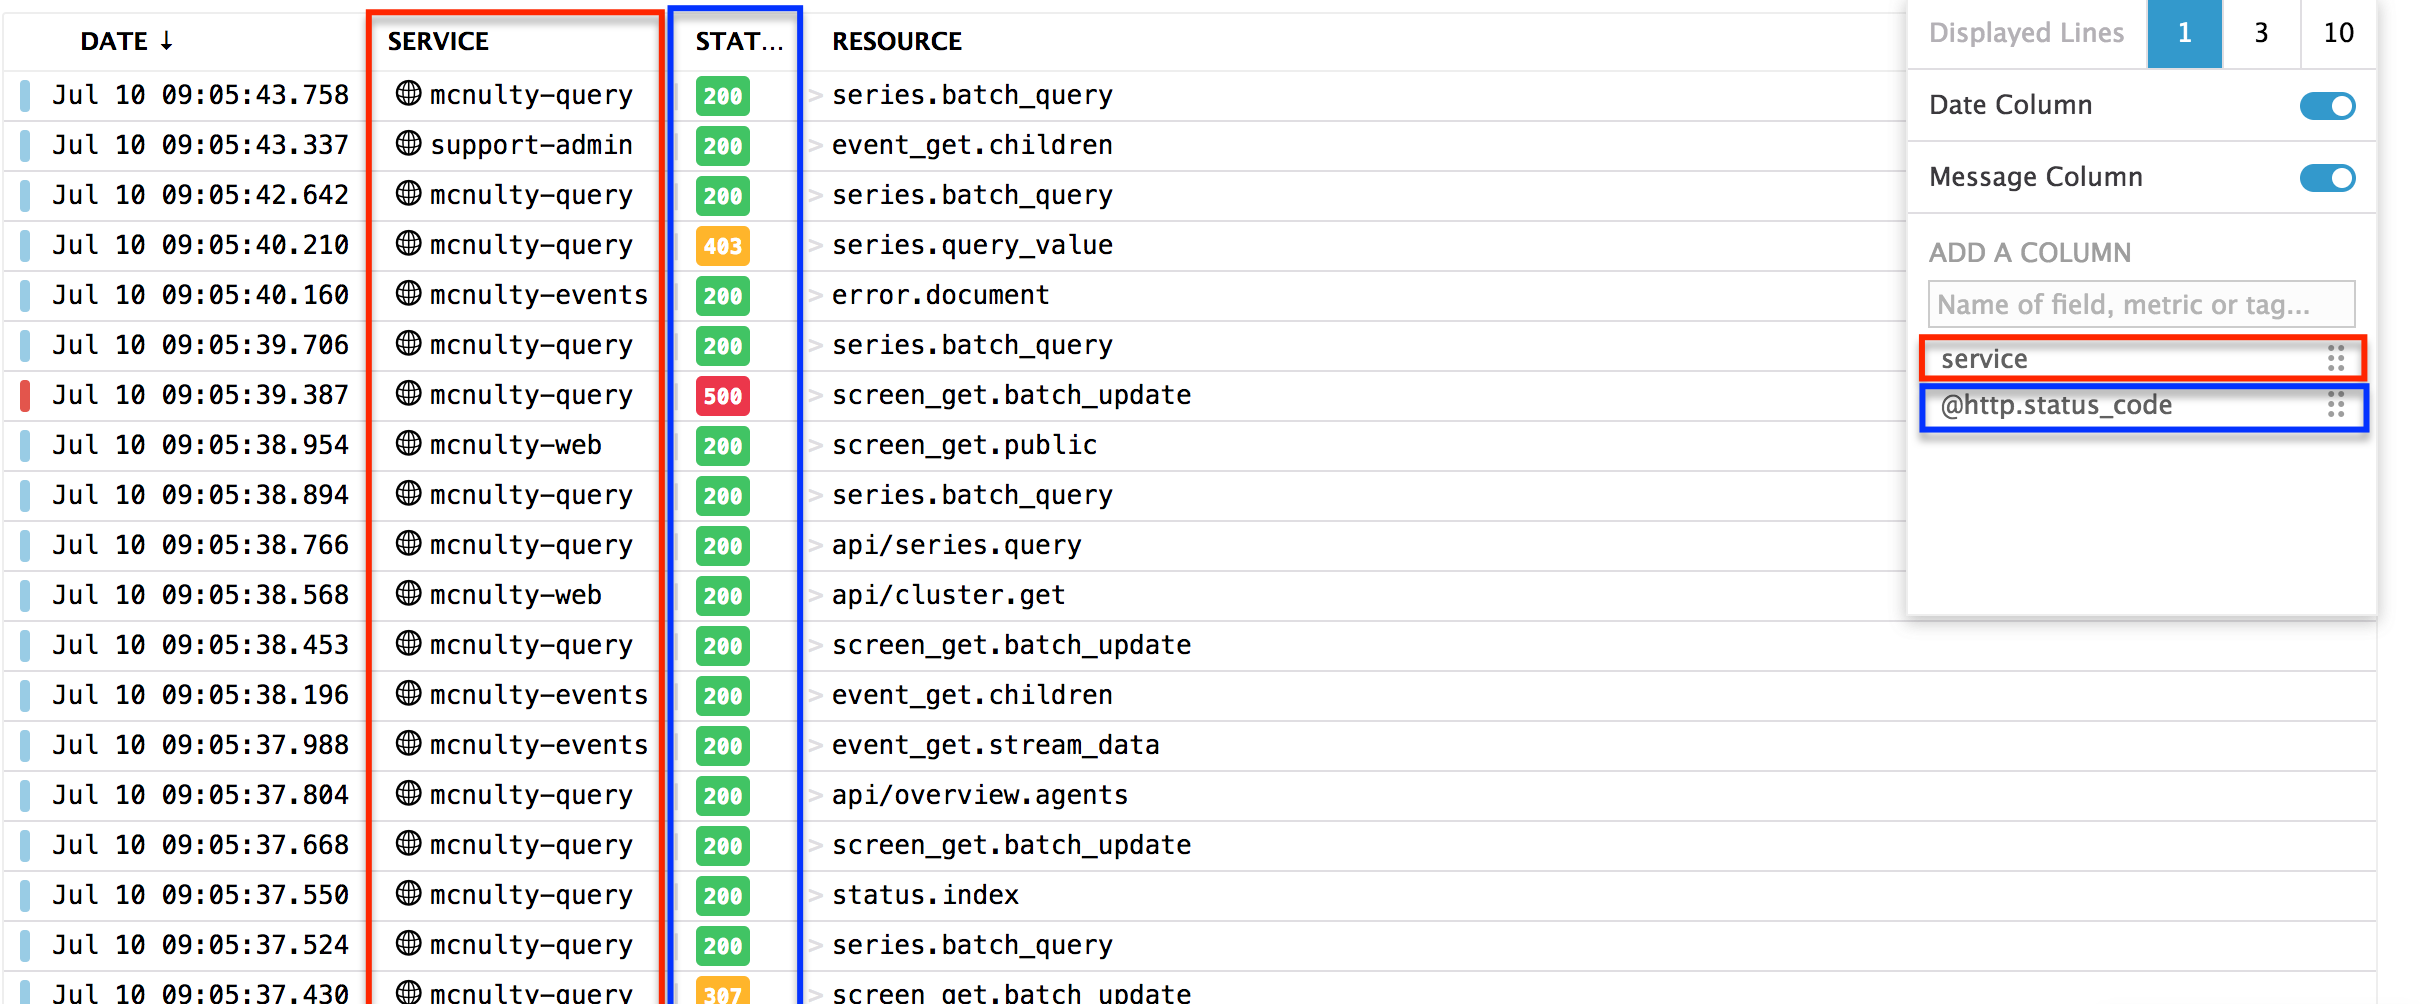 DATE ↓ SERVICE STAT... RESOURCE
Jul 10 09:05:43.758 mcnulty-query 200 > series.batch_query
Jul 10 09:05:43.337 support-admin 200 > event_get.children
Jul 10 09:05:42.642 mcnulty-query 200 > series.batch_query
Jul 10 09:05:40.210 mcnulty-query 403 > series.query_value
Jul 10 09:05:40.160 mcnulty-events 200 > error.document
Jul 10 09:05:39.706 mcnulty-query 200 > series.batch_query
Jul 10 09:05:39.387 mcnulty-query 500 screen_get.batch_update
Jul 10 09:05:38.954 mcnulty-web 200 > screen_get.public
Jul 10 09:05:38.894 mcnulty-query 200 > series.batch_query
Jul 10 09:05:38.766 mcnulty-query 200 > api/series.query
Jul 10 09:05:38.568 mcnulty-web 200 > api/cluster.get
Jul 10 09:05:38.453 mcnulty-query 200 > screen_get.batch_update
Jul 10 09:05:38.196 mcnulty-events 200 > event_get.children
Jul 10 09:05:37.988 mcnulty-events 200 > event_get.stream_data
Jul 10 09:05:37.804 mcnulty-query 200 > api/overview.agents
Jul 10 09:05:37.668 mcnulty-query 200 > screen_get.batch_update
Jul 10 09:05:37.550 mcnulty-query 200 > status.index
Jul 10 09:05:37.524 mcnulty-query 200 > series.batch_query
Jul 10 09:05:37.430 mcnulty-query 307 > screen_get.batch_update
Displayed Lines 1 3 10
Date Column
Message Column
ADD A COLUMN
Name of field, metric or tag...
service
@http.status_code